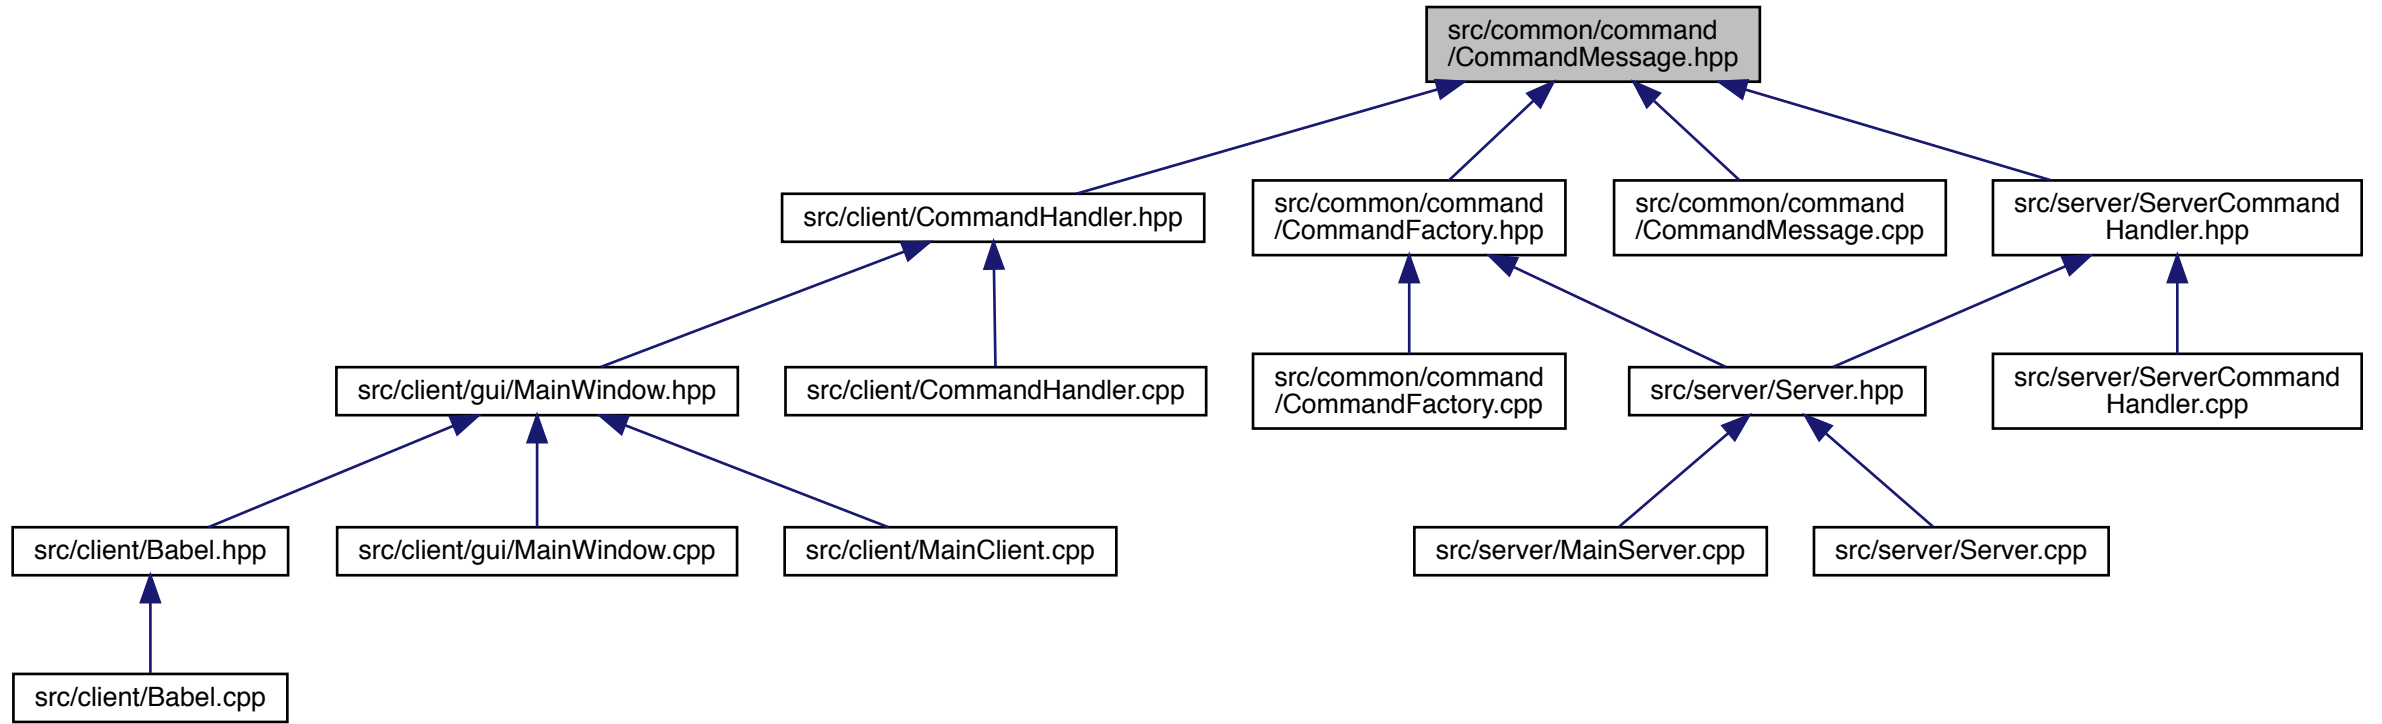 src/common/command
/CommandMessage.hpp
src/client/CommandHandler.hpp
src/common/command
/CommandFactory.hpp
src/common/command
/CommandMessage.cpp
src/server/ServerCommand
Handler.hpp
src/client/gui/MainWindow.hpp
src/client/CommandHandler.cpp
src/common/command
/CommandFactory.cpp
src/server/Server.hpp
src/server/ServerCommand
Handler.cpp
src/client/Babel.hpp
src/client/gui/MainWindow.cpp
src/client/MainClient.cpp
src/server/MainServer.cpp
src/server/Server.cpp
src/client/Babel.cpp